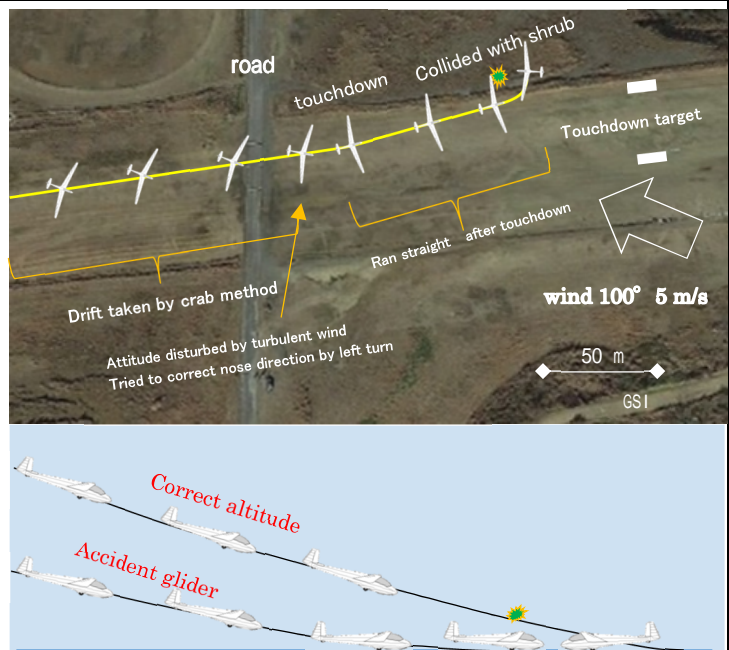 road
touchdown
Collided with shrub
Touchdown target
Ran straight after touchdown
Drift taken by crab method
wind 100° 5 m/s
Attitude disturbed by turbulent wind
Tried to correct nose direction by left turn
50 m
GSI
Correct altitude
Accident glider